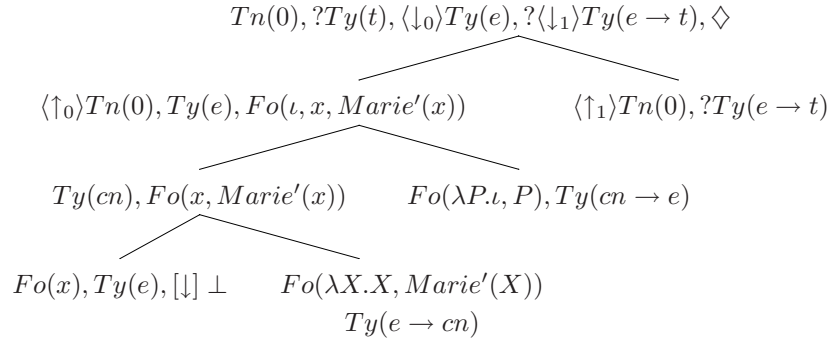 Tn(0), ?Ty(t), ⟨↓₀⟩Ty(e), ?⟨↓₁⟩Ty(e → t), ♢
⟨↑₀⟩Tn(0), Ty(e), Fo(ι, x, Marie′(x)) ⟨↑₁⟩Tn(0), ?Ty(e → t)
Ty(cn), Fo(x, Marie′(x)) Fo(λP.ι, P), Ty(cn → e)
Fo(x), Ty(e), [↓] ⊥ Fo(λX.X, Marie′(X))
Ty(e → cn)